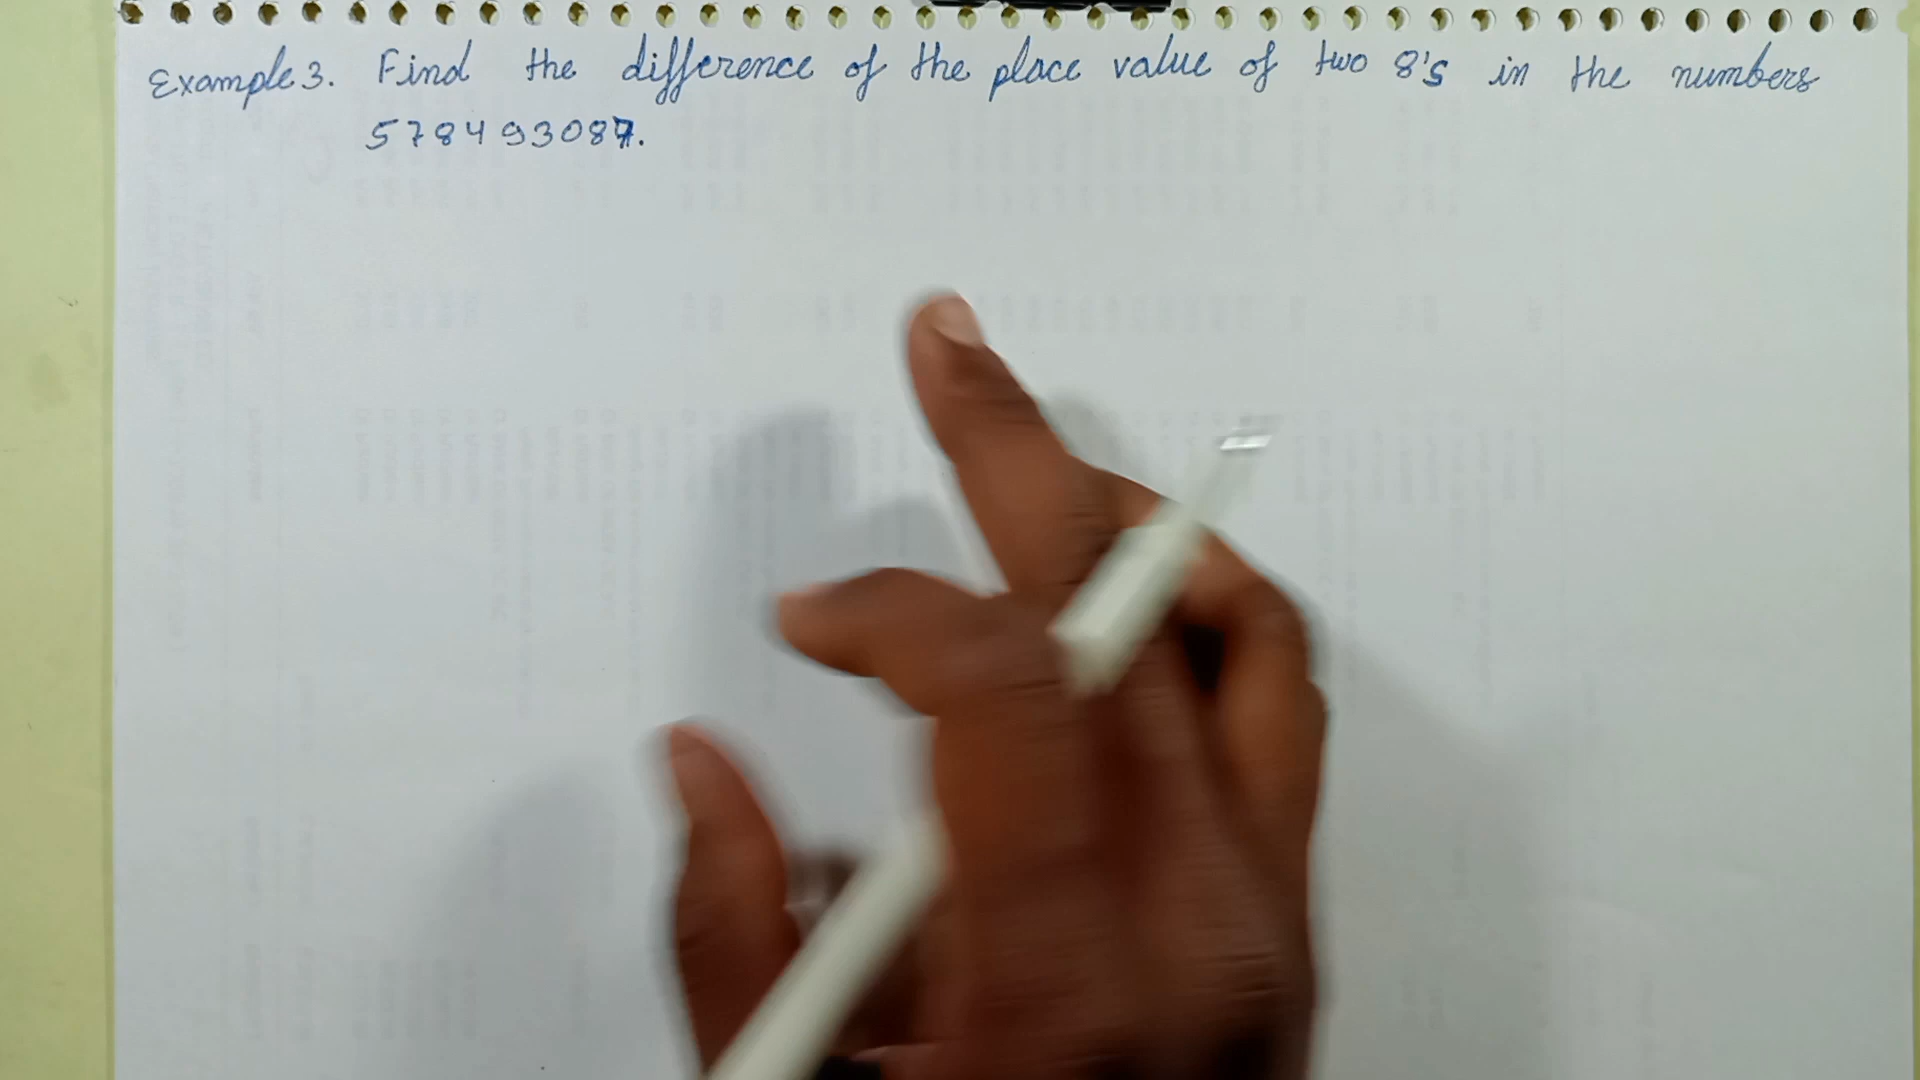 Example 3. Find the difference of the place value of two 8's in the numbers
578493087.